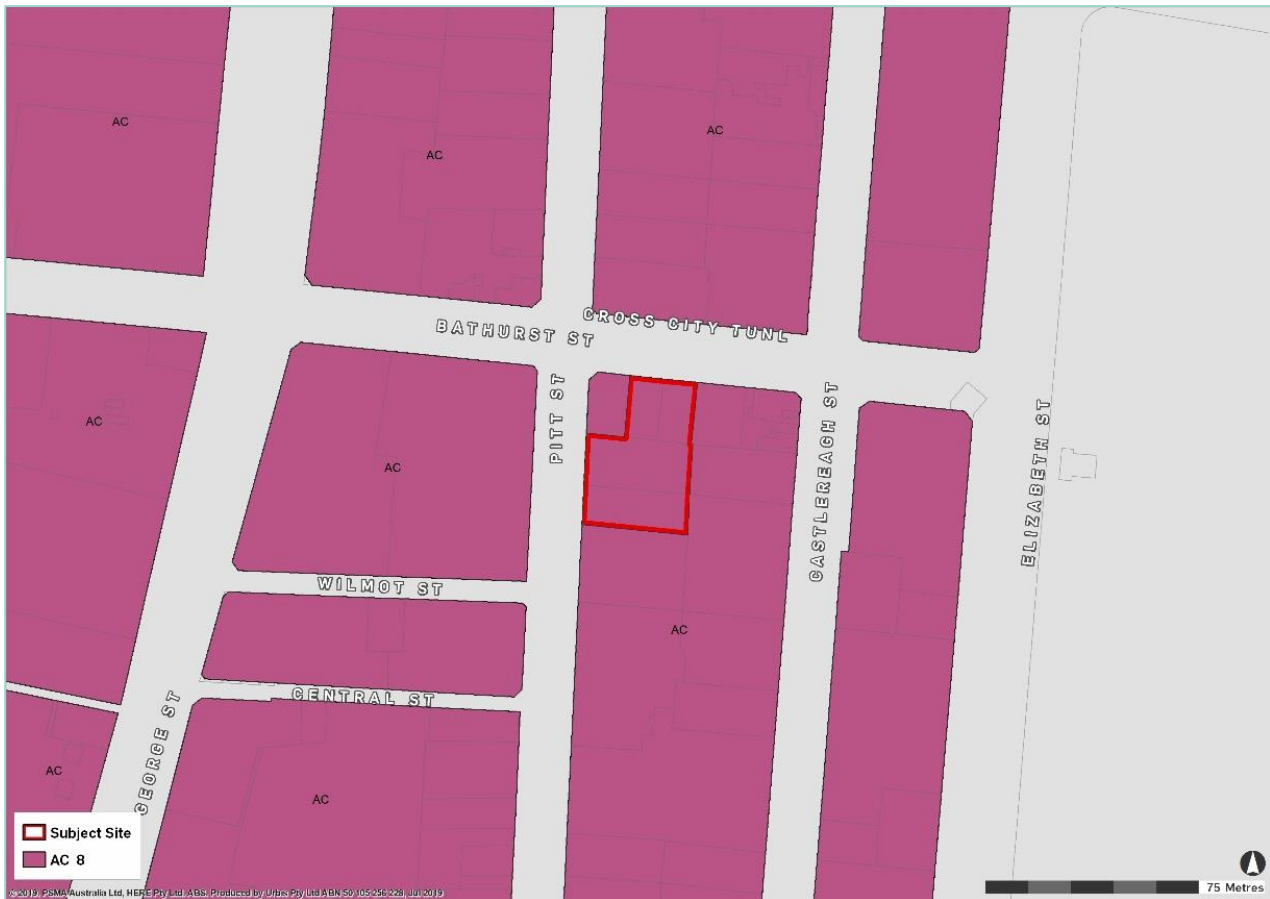 AC
AC
AC
CROSS CITY TUNL
BATHURST ST
PITT ST
CASTLEREAGH ST
ELIZABETH ST
AC
AC
WILMOT ST
AC
CENTRAL ST
GEORGE ST
AC
AC
Subject Site
AC 8
75 Metres
© 2019. PSMA Australia Ltd, HERE Pty Ltd. ABS. Produced by Urbis Pty Ltd ABN 50 105 256 228, Jul 2019